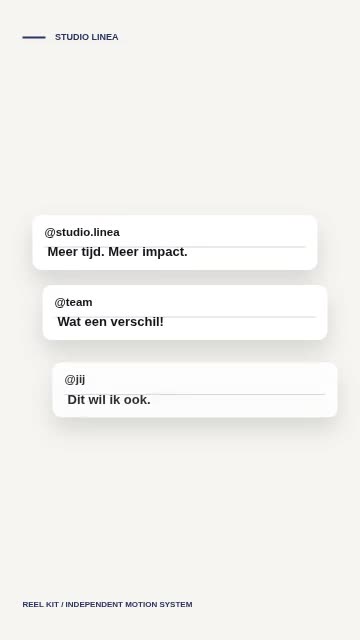 STUDIO LINEA
@studio.linea
Meer tijd. Meer impact.
@team
Wat een verschil!
@jij
Dit wil ik ook.
REEL KIT / INDEPENDENT MOTION SYSTEM